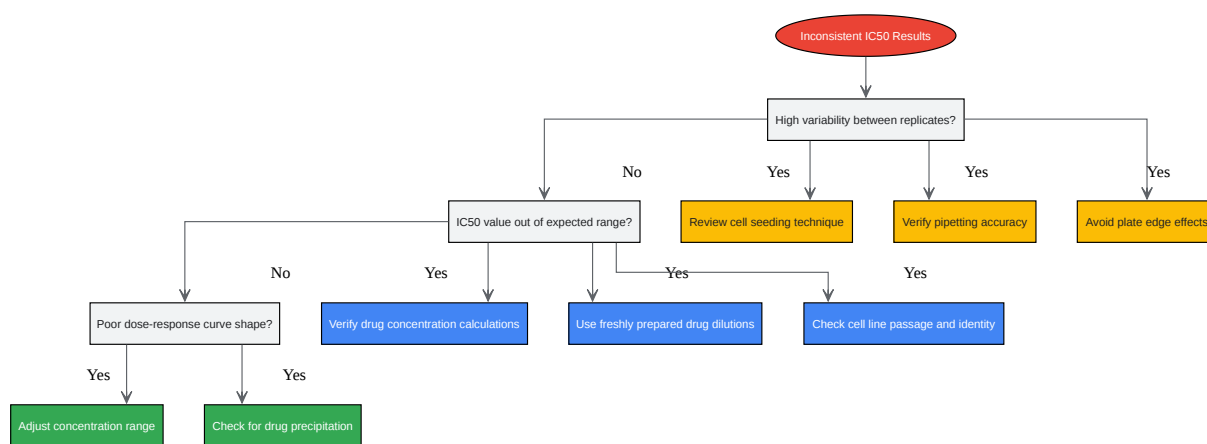 Inconsistent IC50 Results
High variability between replicates?
No
Yes
Yes
Yes
IC50 value out of expected range?
Review cell seeding technique
Verify pipetting accuracy
Avoid plate edge effects
No
Yes
Yes
Yes
Poor dose-response curve shape?
Verify drug concentration calculations
Use freshly prepared drug dilutions
Check cell line passage and identity
Yes
Yes
Adjust concentration range
Check for drug precipitation